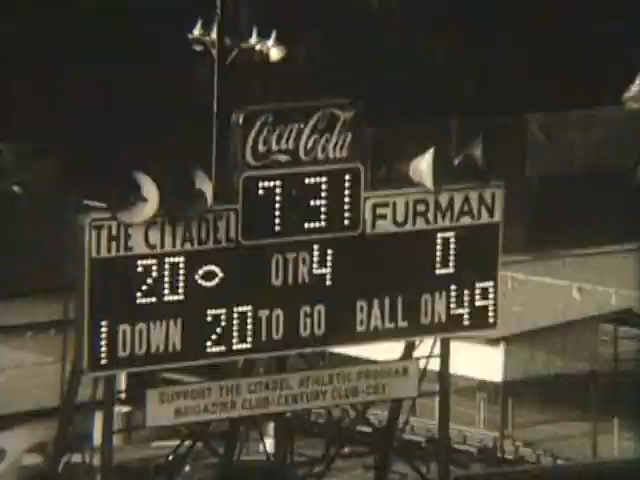 Coca-Cola
7 31
THE CITADEL
FURMAN
20 QTR 4 0
1 DOWN 20 TO GO BALL ON 49
SUPPORT THE CITADEL ATHLETIC PROGRAM
BRIGADIER CLUB-CENTURY CLUB-